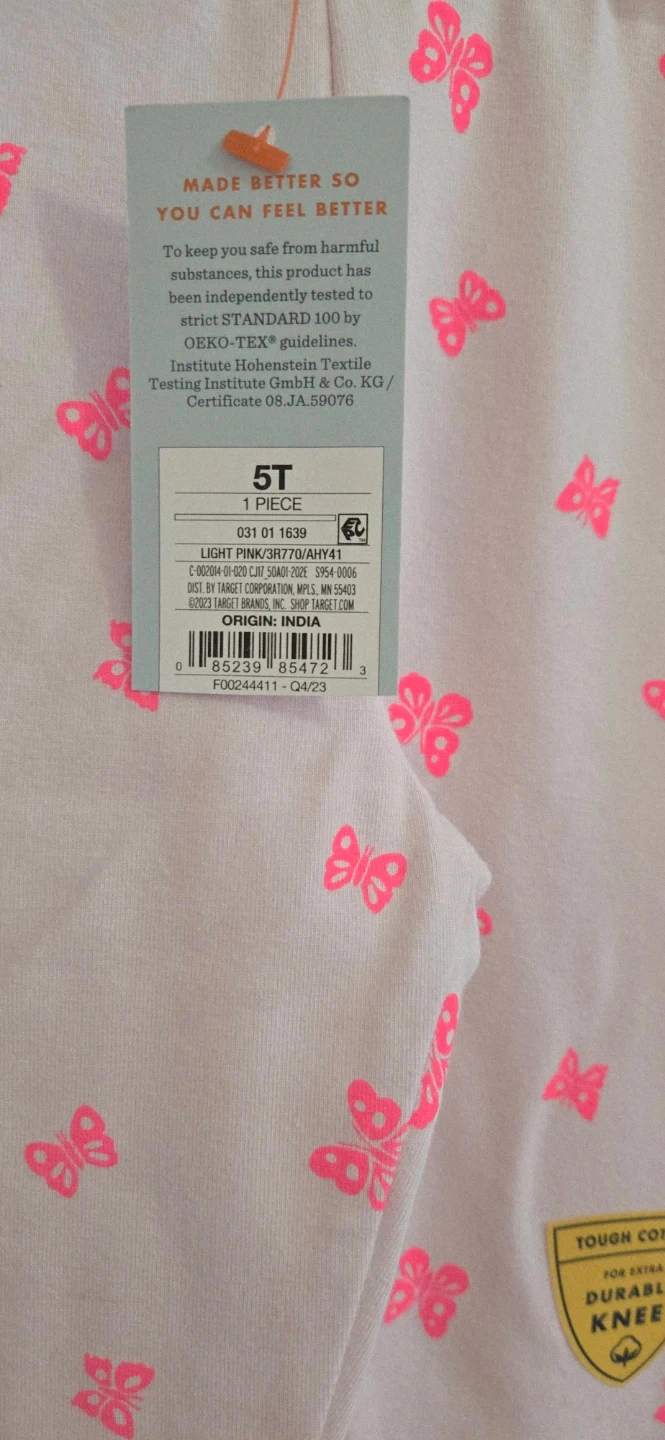 MADE BETTER SO
YOU CAN FEEL BETTER
To keep you safe from harmful
substances, this product has
been independently tested to
strict STANDARD 100 by
OEKO-TEX® guidelines.
Institute Hohenstein Textile
Testing Institute GmbH & Co. KG /
Certificate 08.JA.59076
5T
1 PIECE
031 01 1639
LIGHT PINK/3R770/AHY41
C-002014-01-020 CJ17_50A01-202E S954-0006
DIST. BY TARGET CORPORATION, MPLS., MN 55403
©2023 TARGET BRANDS, INC. SHOP TARGET.COM
ORIGIN: INDIA
0 85239 85472 3
F00244411 - Q4/23
TOUGH
FOR EXTRA
KNEE